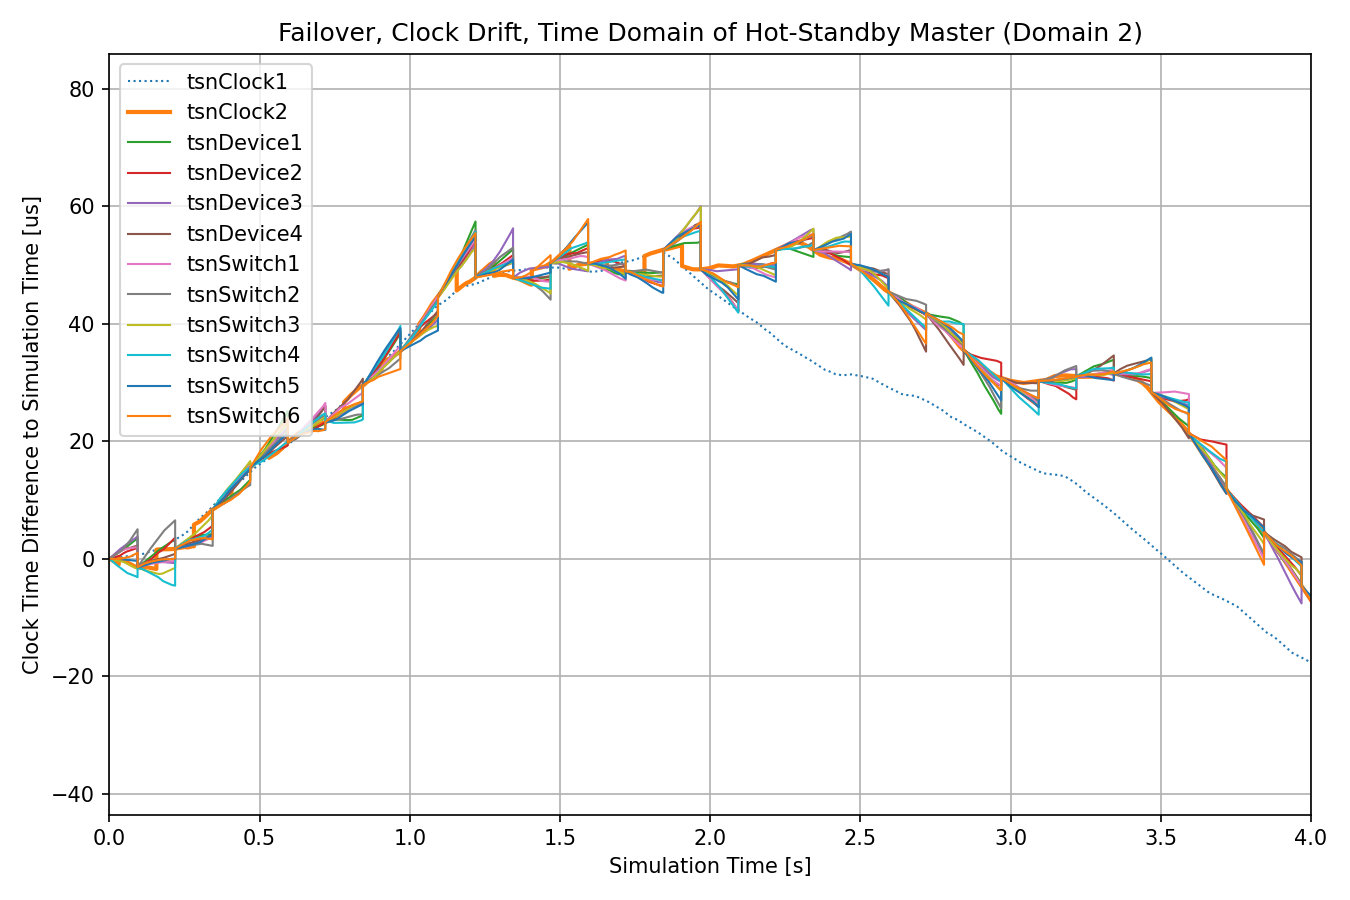 Failover, Clock Drift, Time Domain of Hot-Standby Master (Domain 2)
Clock Time Difference to Simulation Time [us]
80
60
40
20
0
−20
−40
tsnClock1
tsnClock2
tsnDevice1
tsnDevice2
tsnDevice3
tsnDevice4
tsnSwitch1
tsnSwitch2
tsnSwitch3
tsnSwitch4
tsnSwitch5
tsnSwitch6
0.0 0.5 1.0 1.5 2.0 2.5 3.0 3.5 4.0
Simulation Time [s]